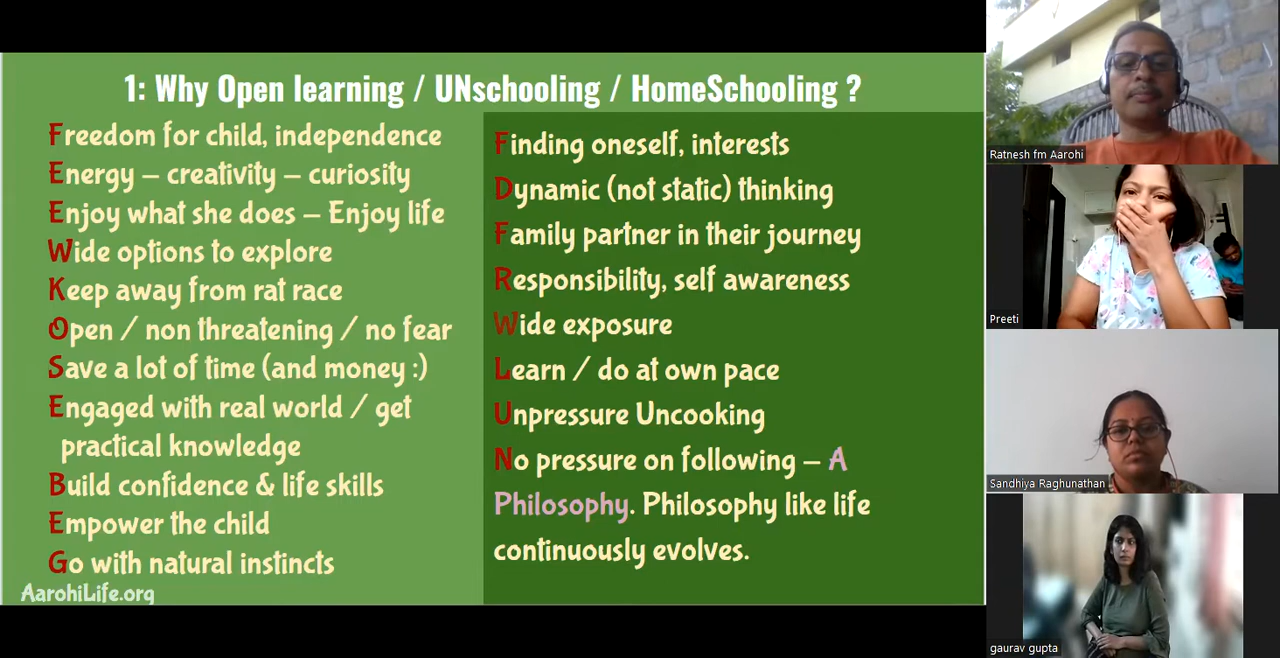 1: Why Open learning / UNschooling / HomeSchooling ?
Freedom for child, independence
Energy – creativity – curiosity
Enjoy what she does – Enjoy life
Wide options to explore
Keep away from rat race
Open / non threatening / no fear
Save a lot of time (and money :)
Engaged with real world / get
practical knowledge
Build confidence & life skills
Empower the child
Go with natural instincts
AarohiLife.org
Finding oneself, interests
Dynamic (not static) thinking
Family partner in their journey
Responsibility, self awareness
Wide exposure
Learn / do at own pace
Unpressure Uncooking
No pressure on following – A
Philosophy. Philosophy like life
continuously evolves.
Ratnesh fm Aarohi
Preeti
Sandhiya Raghunathan
gaurav gupta